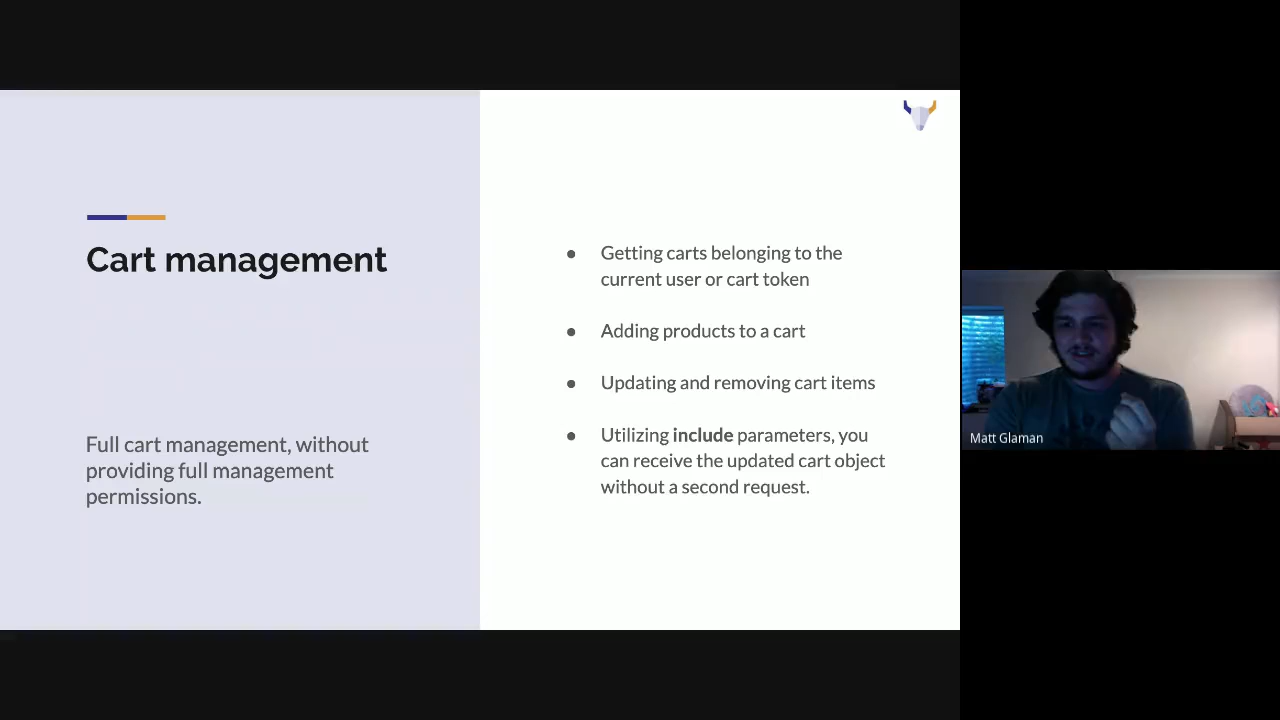 Cart management
Full cart management, without
providing full management
permissions.
● Getting carts belonging to the
current user or cart token
● Adding products to a cart
● Updating and removing cart items
● Utilizing include parameters, you
can receive the updated cart object
without a second request.
Matt Glaman